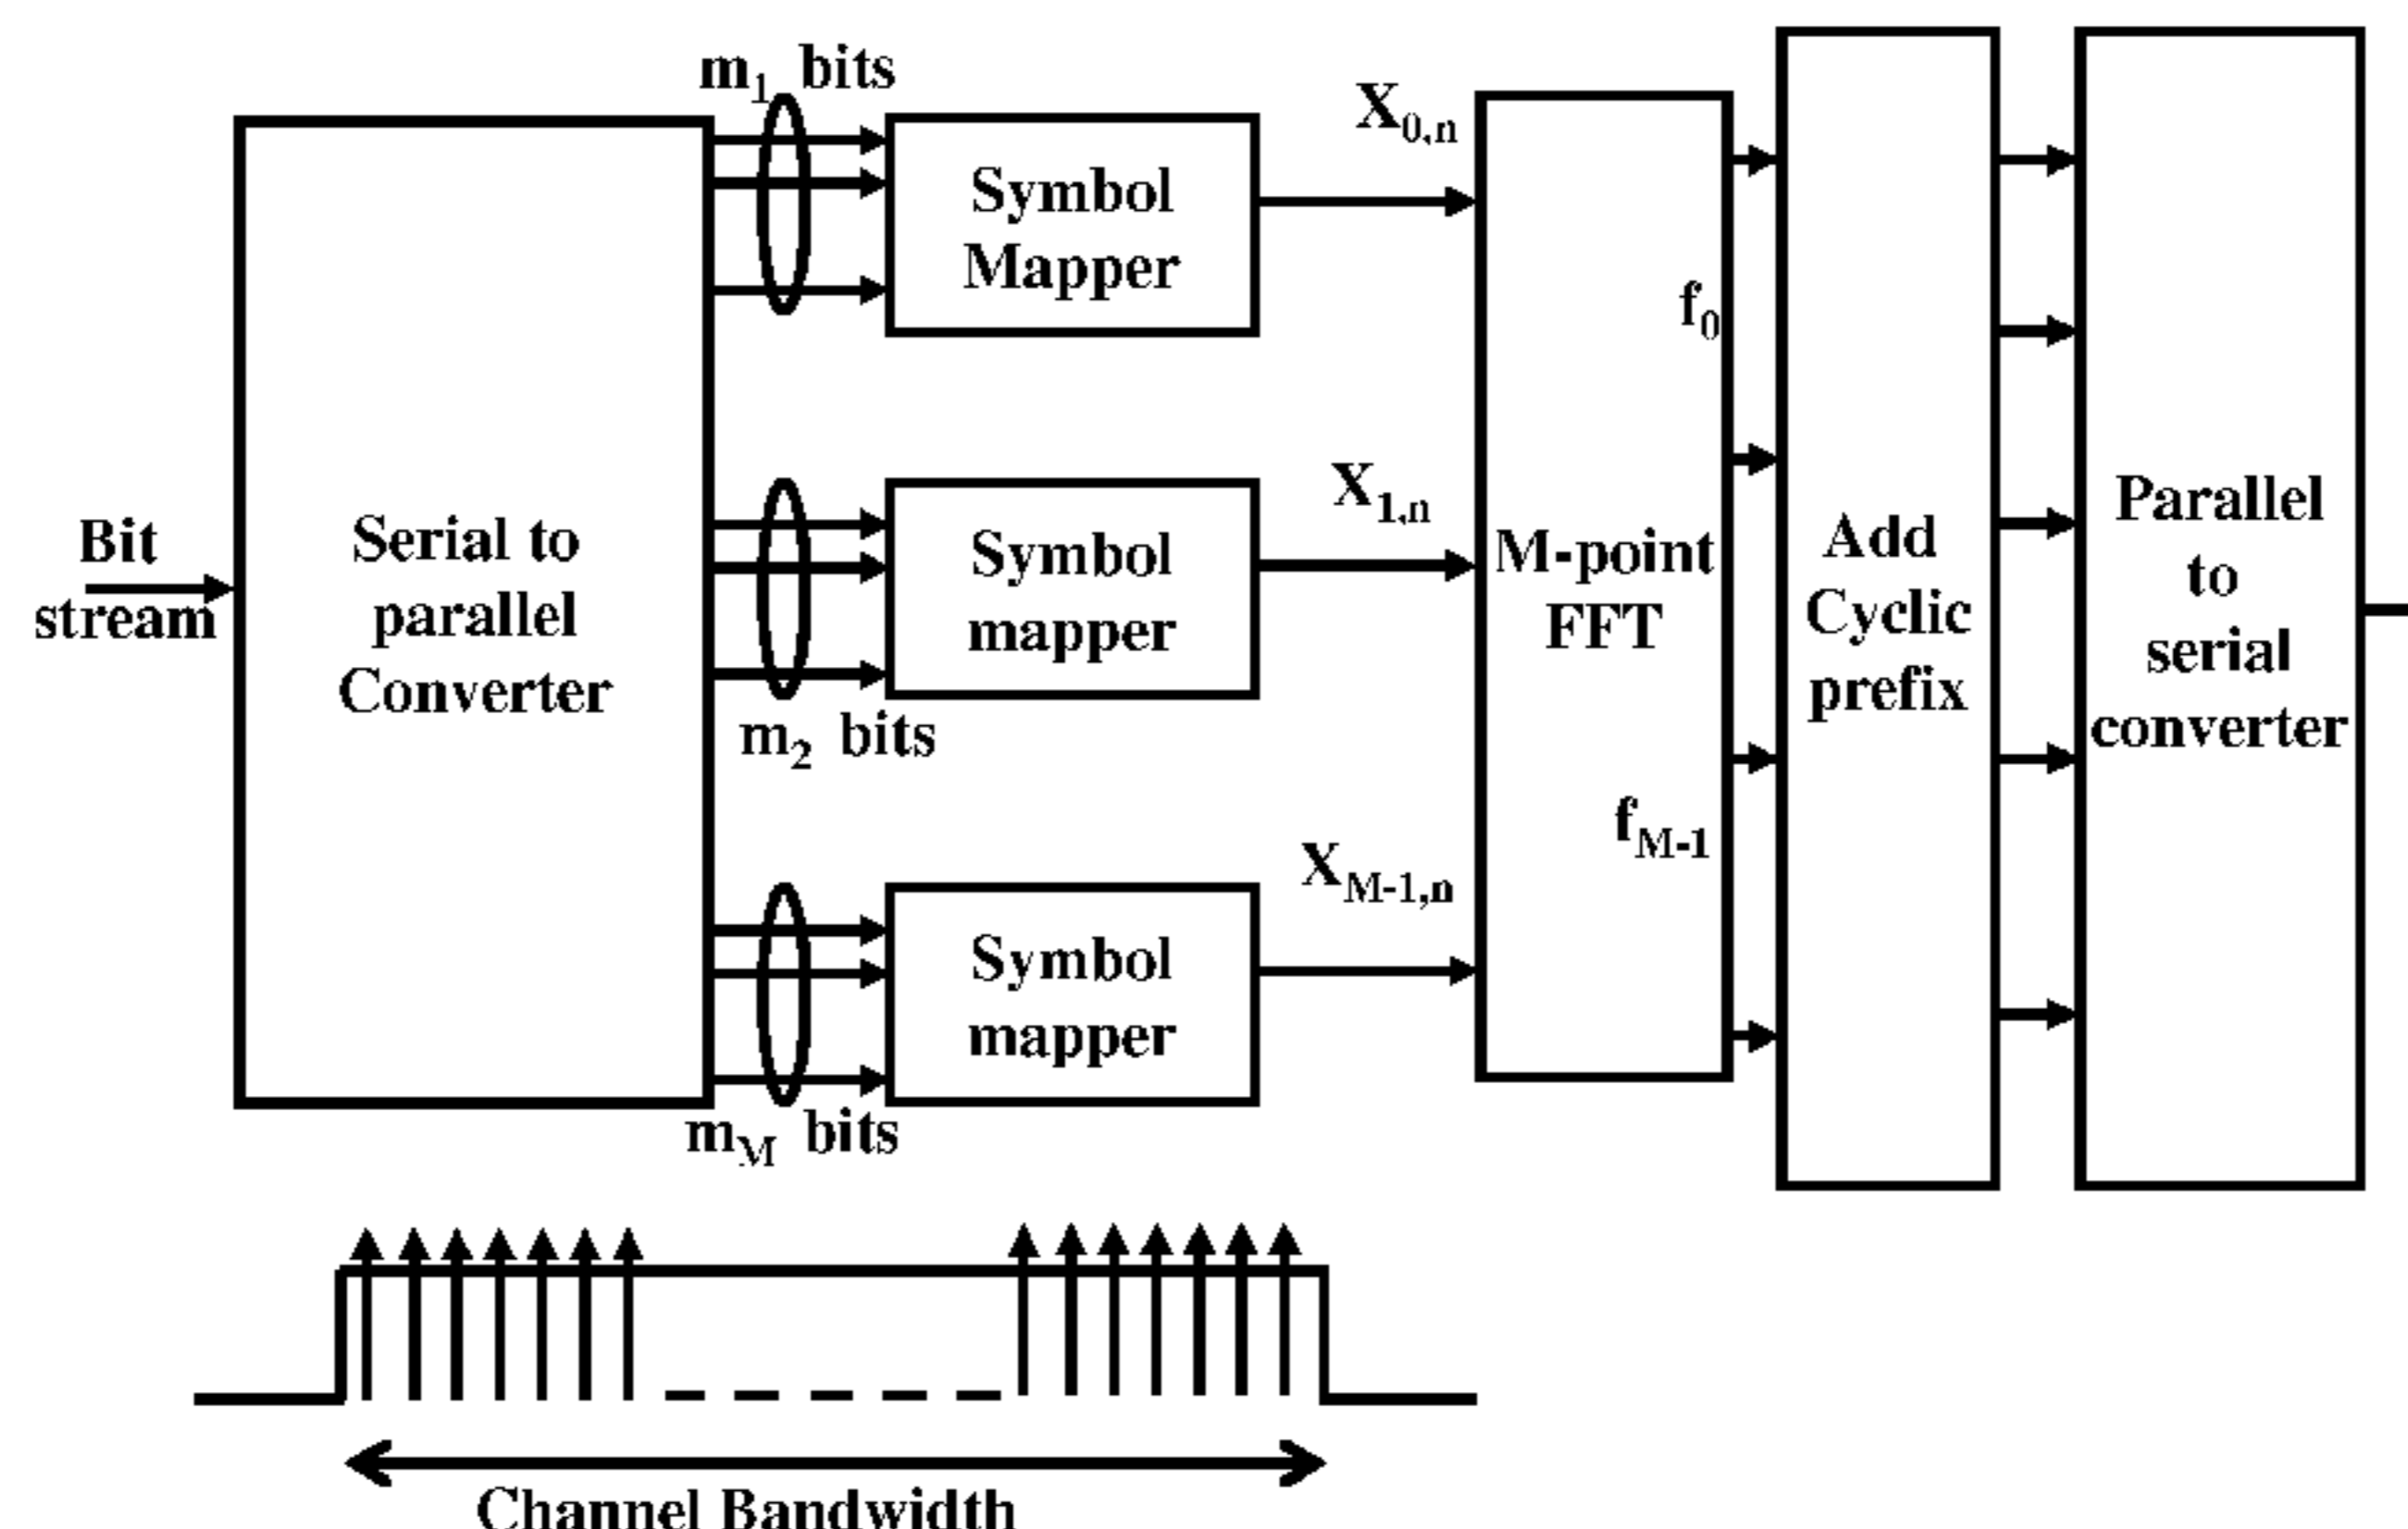 m1 bits
Bit
stream
Serial to
parallel
Converter
m2 bits
mM bits
Symbol
Mapper
Symbol
mapper
Symbol
mapper
X0,n
X1,n
XM-1,n
M-point
FFT
f0
fM-1
Add
Cyclic
prefix
Parallel
to
serial
converter
Channel Bandwidth